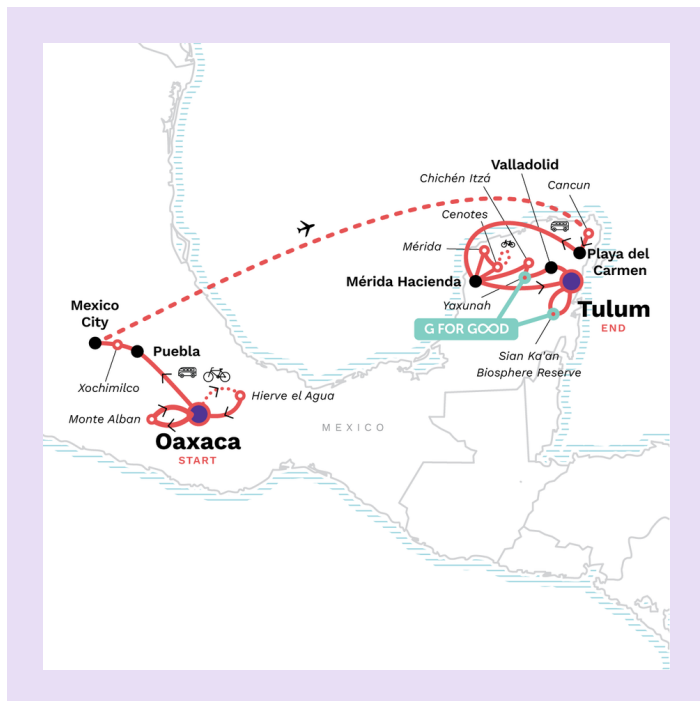 Valladolid
Chichén Itzá
Cancun
Cenotes
Mérida
Playa del
Carmen
Mérida Hacienda
Yaxunah
Tulum
END
G FOR GOOD
Sian Ka'an
Biosphere Reserve
Mexico
City
Puebla
Xochimilco
Hierve el Agua
Monte Alban
Oaxaca
START
MEXICO